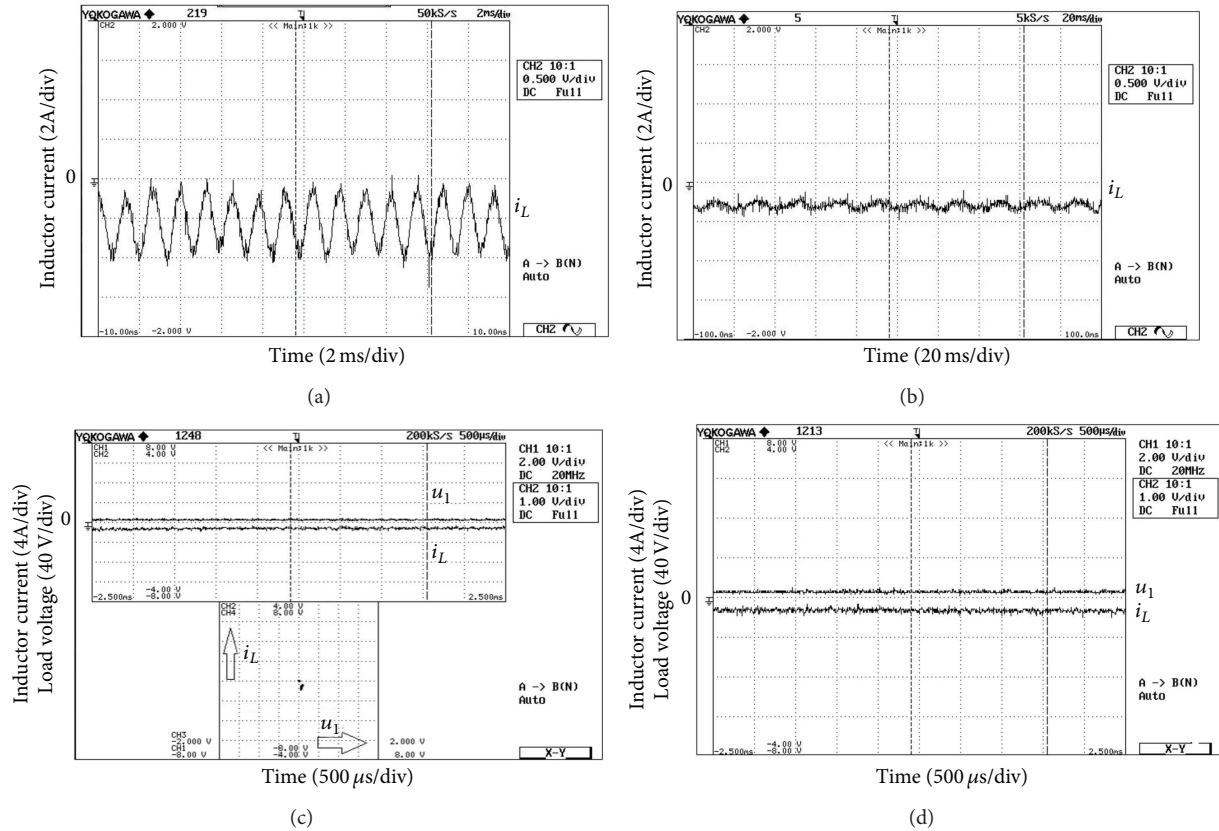 YOKOGAWA ◆ 219 50kS/S 2ms/div
CH2 2.000 V << Main:1k >>
CH2 10:1
0.500 V/div
DC Full
Inductor current (2A/div)
0
i_L
A -> B(N)
Auto
-10.00ms -2.000 V 10.00ms
CH2
Time (2 ms/div)
(a)
YOKOGAWA ◆ 5 5kS/S 20ms/div
CH2 2.000 V << Main:1k >>
CH2 10:1
0.500 V/div
DC Full
Inductor current (2A/div)
0
i_L
A -> B(N)
Auto
-100.0ms -2.000 V 100.0ms
CH2
Time (20 ms/div)
(b)
YOKOGAWA ◆ 1248 200kS/S 500µs/div
CH1 8.00 V
CH2 4.00 V << Main:1k >>
CH1 10:1
2.00 V/div
DC 20MHz
CH2 10:1
1.00 V/div
DC Full
Inductor current (4A/div)
Load voltage (40 V/div)
u_1
0
i_L
-4.00 V
-2.500ms -8.00 V 2.500ms
CH2 4.00 V
CH4 8.00 V
i_L
A -> B(N)
Auto
u_1
CH3
-2.000 V -8.00 V 2.000 V
CH1
-8.00 V -4.00 V 8.00 V
X-Y
Time (500 µs/div)
(c)
YOKOGAWA ◆ 1213 200kS/S 500µs/div
CH1 8.00 V
CH2 4.00 V << Main:1k >>
CH1 10:1
2.00 V/div
DC 20MHz
CH2 10:1
1.00 V/div
DC Full
Inductor current (4A/div)
Load voltage (40 V/div)
u_1
0
i_L
A -> B(N)
Auto
-4.00 V
-2.500ms -8.00 V 2.500ms
X-Y
Time (500 µs/div)
(d)